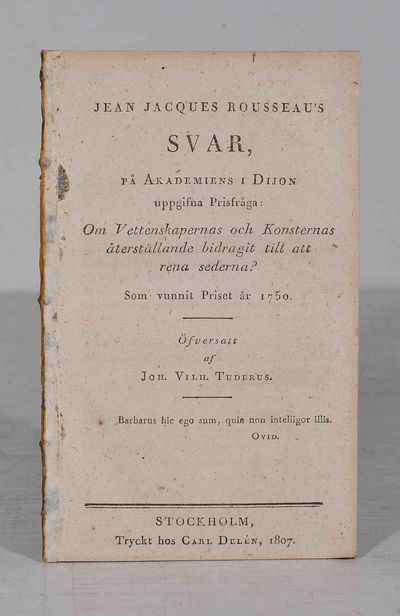 JEAN JACQUES ROUSSEAU'S
SVAR,
PÅ AKADEMIENS I DIJON
uppgifna Prisfråga:
Om Vettenskapernas och Konsternas
återställande bidragit till att
rena sederna?
Som vunnit Priset år 1750.
Öfversatt
af
JOH. VILH. TUDERUS.
Barbarus hic ego sum, quia non intelligor illis.
OVID.
STOCKHOLM,
Tryckt hos CARL DELÉN, 1807.